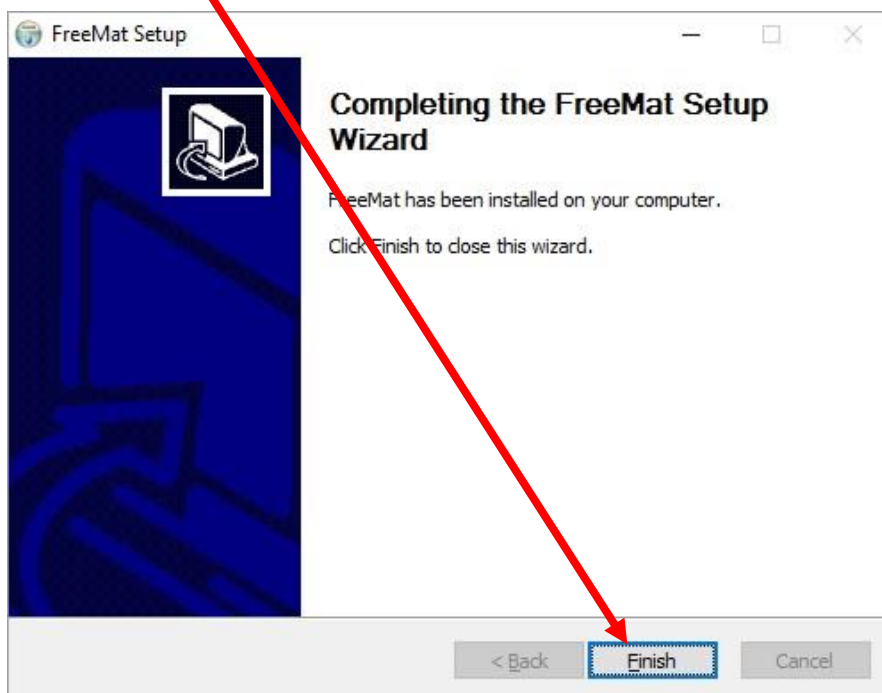 FreeMat Setup
Completing the FreeMat Setup
Wizard
FreeMat has been installed on your computer.
Click Finish to close this wizard.
< Back Finish Cancel